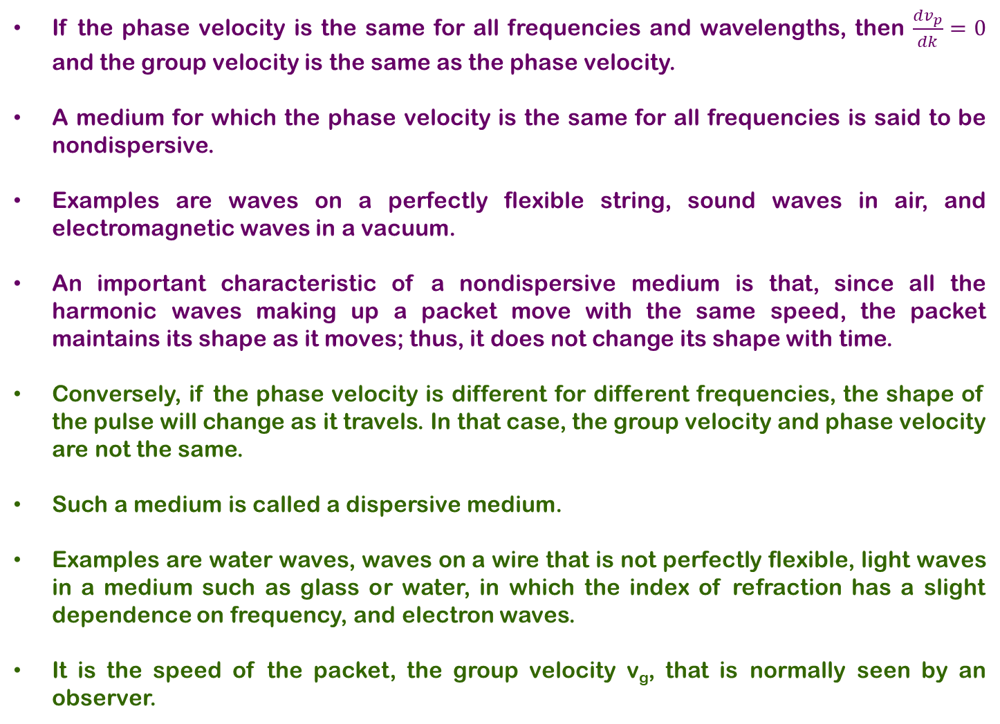 • If the phase velocity is the same for all frequencies and wavelengths, then dv_p/dk = 0
and the group velocity is the same as the phase velocity.
• A medium for which the phase velocity is the same for all frequencies is said to be
nondispersive.
• Examples are waves on a perfectly flexible string, sound waves in air, and
electromagnetic waves in a vacuum.
• An important characteristic of a nondispersive medium is that, since all the
harmonic waves making up a packet move with the same speed, the packet
maintains its shape as it moves; thus, it does not change its shape with time.
• Conversely, if the phase velocity is different for different frequencies, the shape of
the pulse will change as it travels. In that case, the group velocity and phase velocity
are not the same.
• Such a medium is called a dispersive medium.
• Examples are water waves, waves on a wire that is not perfectly flexible, light waves
in a medium such as glass or water, in which the index of refraction has a slight
dependence on frequency, and electron waves.
• It is the speed of the packet, the group velocity v_g, that is normally seen by an
observer.